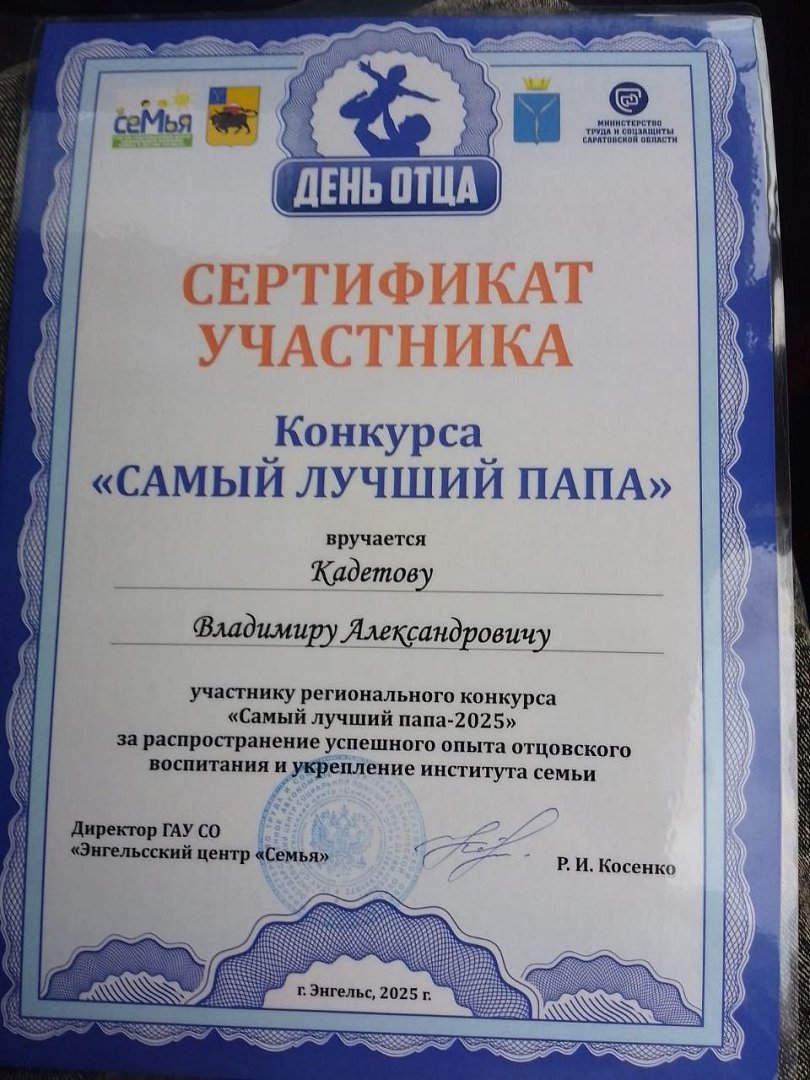 семья
МИНИСТЕРСТВО
ТРУДА И СОЦЗАЩИТЫ
САРАТОВСКОЙ ОБЛАСТИ
ДЕНЬ ОТЦА
СЕРТИФИКАТ
УЧАСТНИКА
Конкурса
«САМЫЙ ЛУЧШИЙ ПАПА»
вручается
Кадетову
Владимиру Александровичу
участнику регионального конкурса
«Самый лучший папа-2025»
за распространение успешного опыта отцовского
воспитания и укрепление института семьи
Директор ГАУ СО
«Энгельсский центр «Семья»
Р. И. Косенко
г. Энгельс, 2025 г.